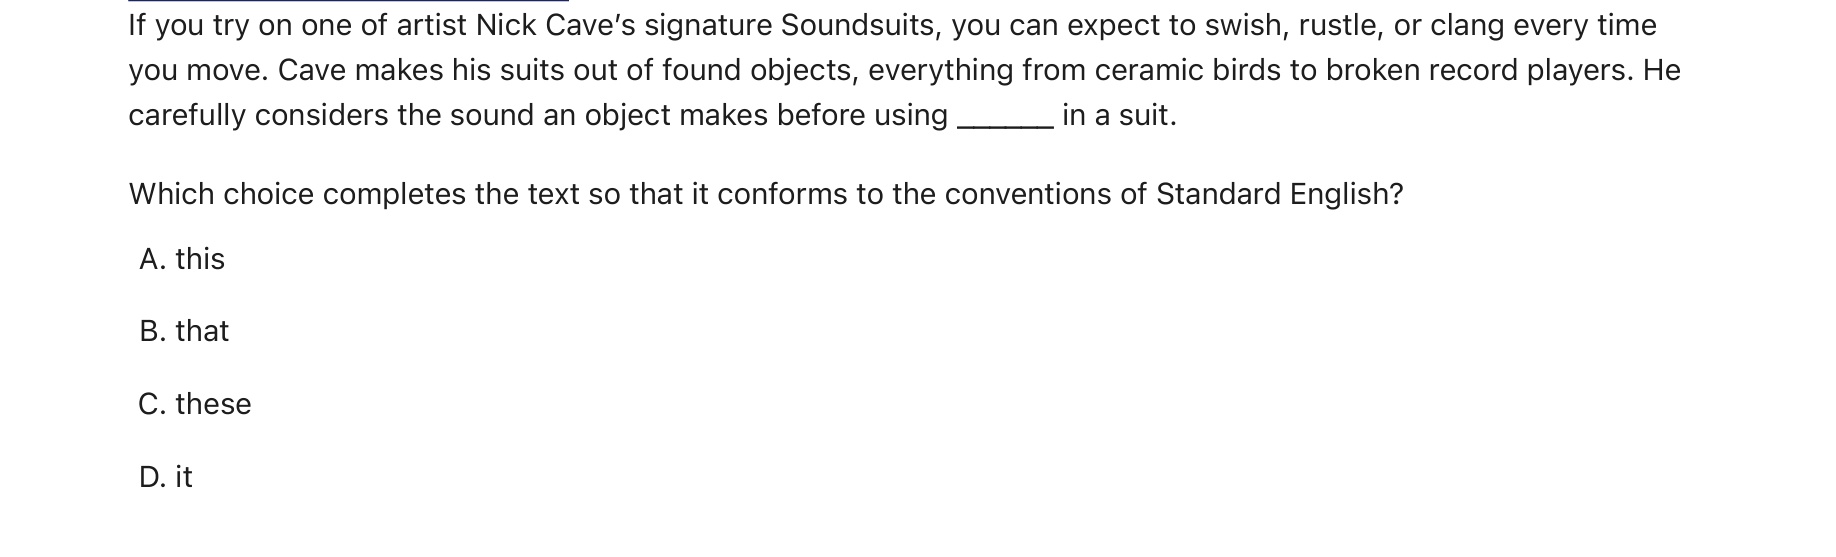 If you try on one of artist Nick Cave’s signature Soundsuits, you can expect to swish, rustle, or clang every time
you move. Cave makes his suits out of found objects, everything from ceramic birds to broken record players. He
carefully considers the sound an object makes before using ______ in a suit.
Which choice completes the text so that it conforms to the conventions of Standard English?
A. this
B. that
C. these
D. it